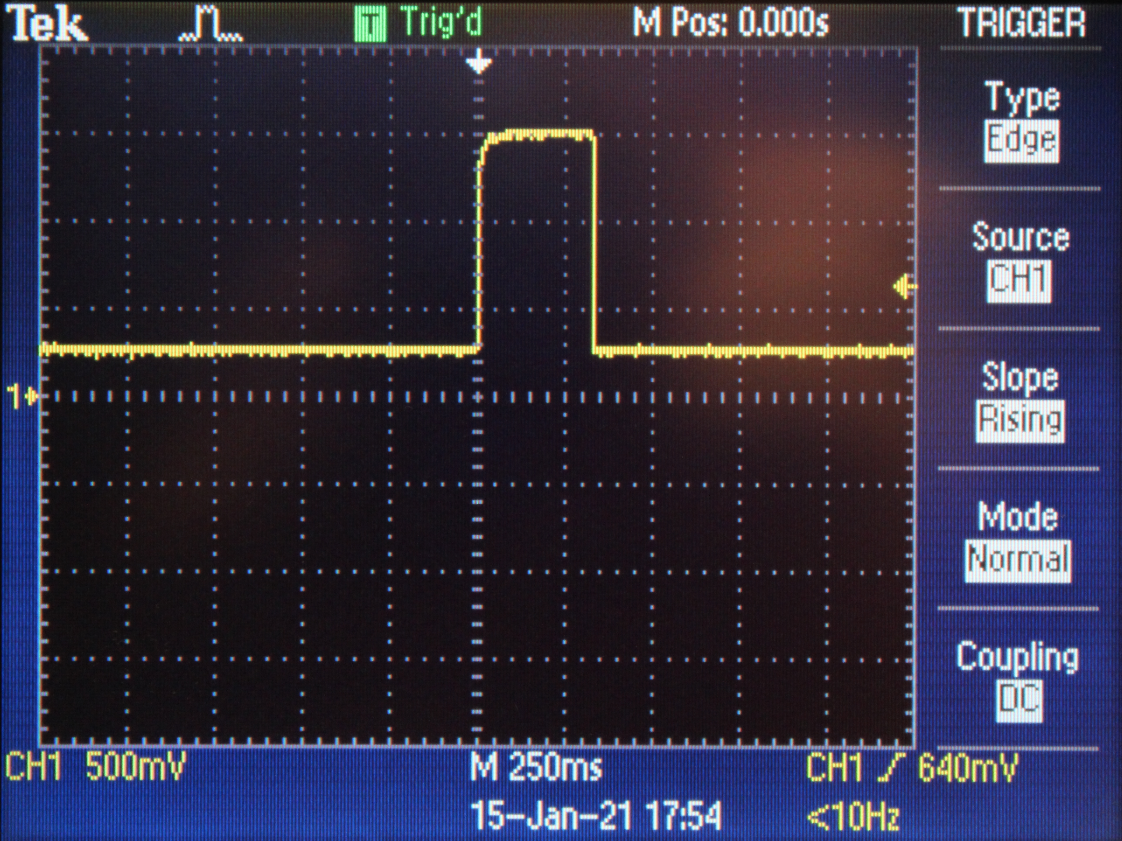 Tek T Trig'd M Pos: 0.000s TRIGGER
Type
Edge
Source
CH1
Slope
Rising
1
Mode
Normal
Coupling
DC
CH1 500mV M 250ms CH1 640mV
15-Jan-21 17:54 <10Hz